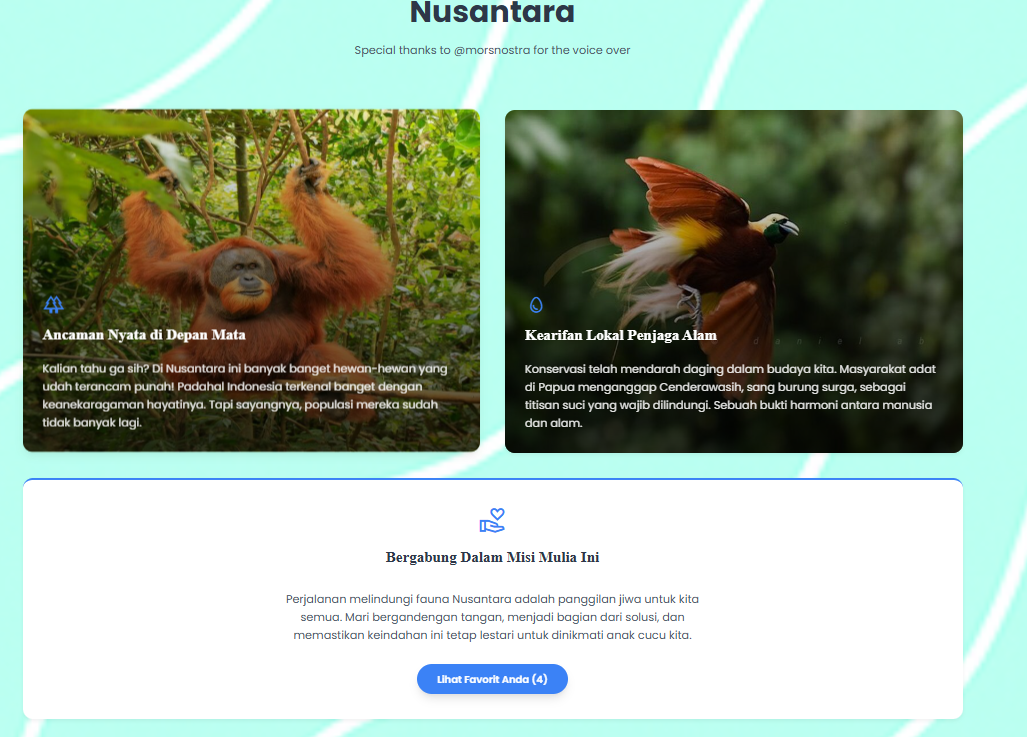 Nusantara
Special thanks to @morsnostra for the voice over
Ancaman Nyata di Depan Mata
Kalian tahu ga sih? Di Nusantara ini banyak banget hewan-hewan yang
udah terancam punah! Padahal Indonesia terkenal banget dengan
keanekaragaman hayatinya. Tapi sayangnya, populasi mereka sudah
tidak banyak lagi.
Kearifan Lokal Penjaga Alam
Konservasi telah mendarah daging dalam budaya kita. Masyarakat adat
di Papua menganggap Cenderawasih, sang burung surga, sebagai
titisan suci yang wajib dilindungi. Sebuah bukti harmoni antara manusia
dan alam.
Bergabung Dalam Misi Mulia Ini
Perjalanan melindungi fauna Nusantara adalah panggilan jiwa untuk kita
semua. Mari bergandengan tangan, menjadi bagian dari solusi, dan
memastikan keindahan ini tetap lestari untuk dinikmati anak cucu kita.
Lihat Favorit Anda (4)